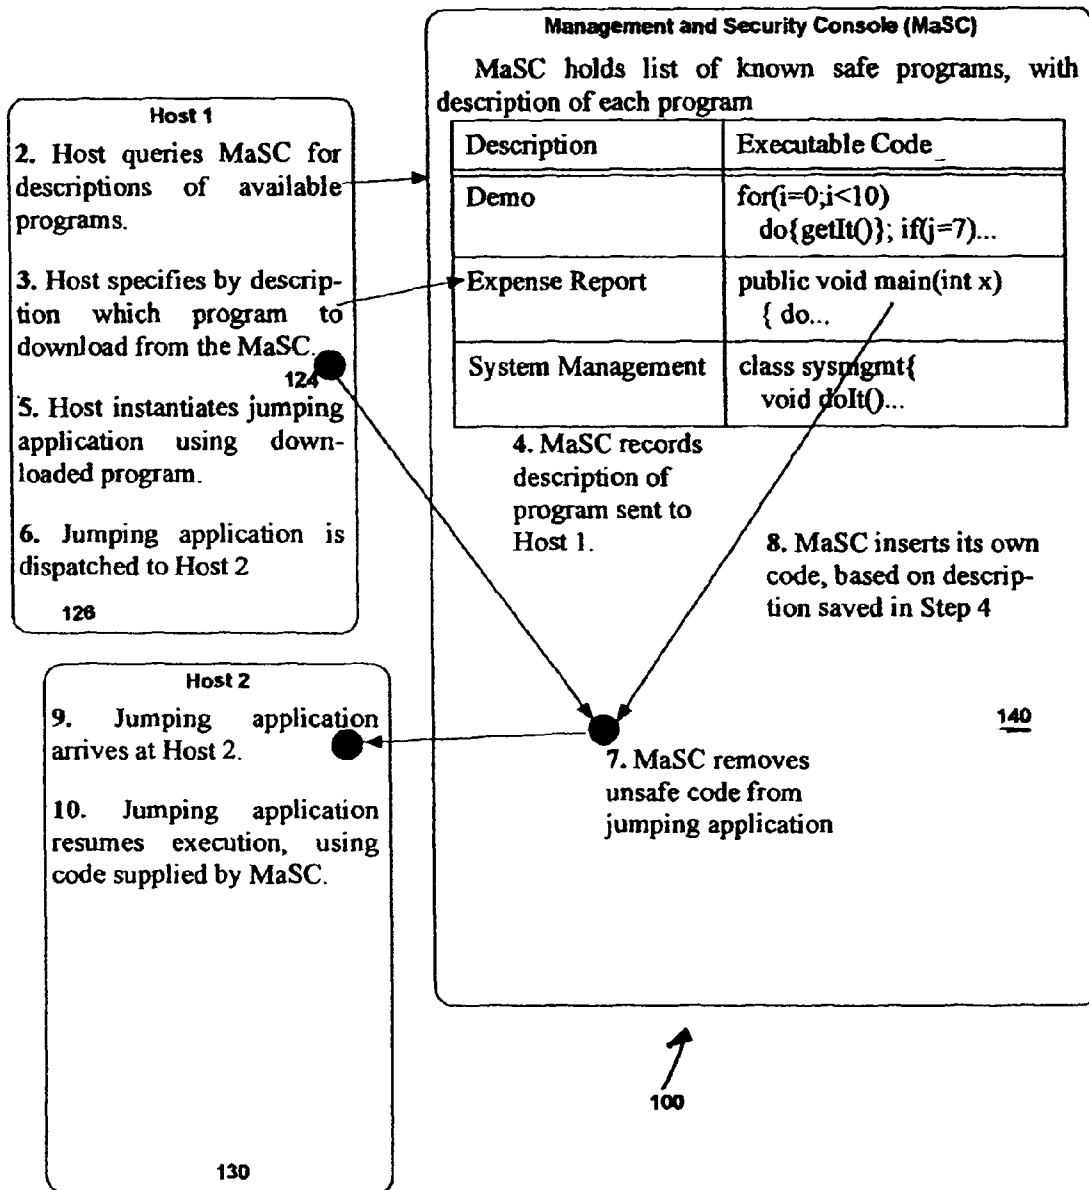 Management and Security Console (MaSC)
MaSC holds list of known safe programs, with
description of each program
Description Executable Code
Demo for(i=0;i<10)
do{getIt()}; if(j=7)...
Expense Report public void main(int x)
{ do...
System Management class sysmgmt{
void doIt()...
4. MaSC records
description of
program sent to
Host 1.
8. MaSC inserts its own
code, based on descrip-
tion saved in Step 4
140
7. MaSC removes
unsafe code from
jumping application
Host 1
2. Host queries MaSC for
descriptions of available
programs.
3. Host specifies by descrip-
tion which program to
download from the MaSC.
124
5. Host instantiates jumping
application using down-
loaded program.
6. Jumping application is
dispatched to Host 2
126
Host 2
9. Jumping application
arrives at Host 2.
10. Jumping application
resumes execution, using
code supplied by MaSC.
130
100